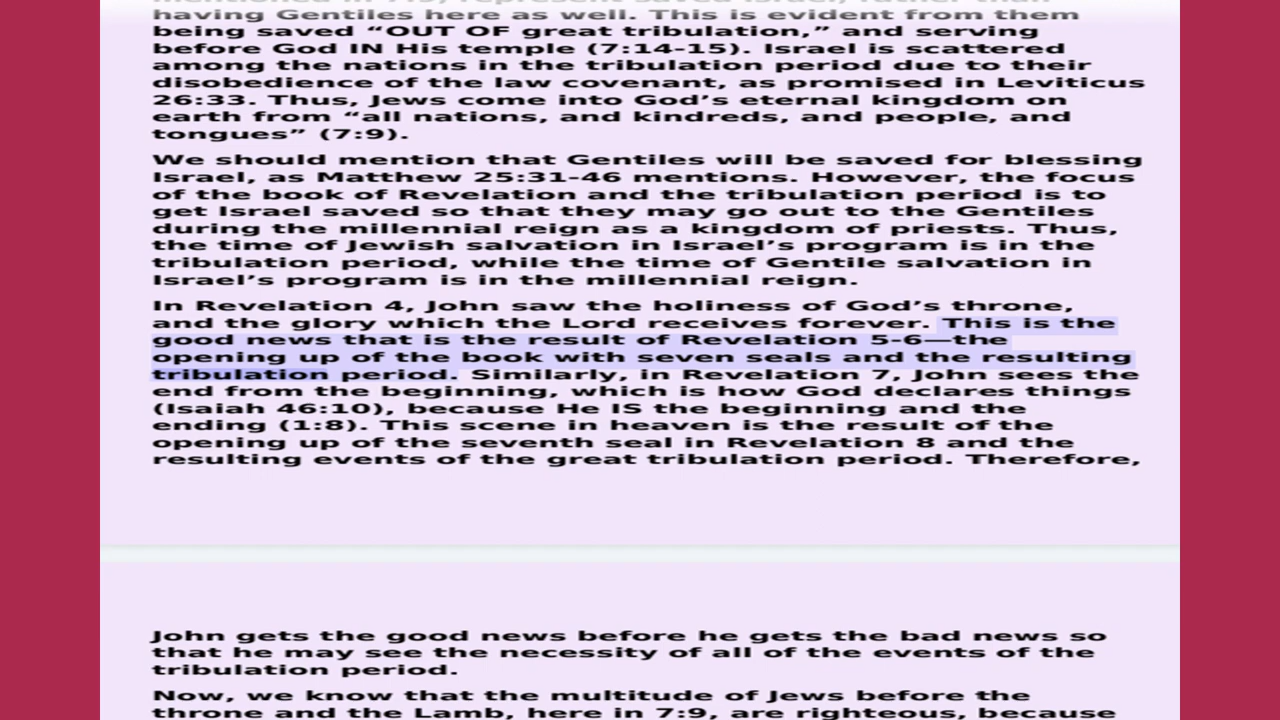 mentioned in 7:9, represent saved Israel, rather than
having Gentiles here as well. This is evident from them
being saved “OUT OF great tribulation,” and serving
before God IN His temple (7:14-15). Israel is scattered
among the nations in the tribulation period due to their
disobedience of the law covenant, as promised in Leviticus
26:33. Thus, Jews come into God’s eternal kingdom on
earth from “all nations, and kindreds, and people, and
tongues” (7:9).
We should mention that Gentiles will be saved for blessing
Israel, as Matthew 25:31-46 mentions. However, the focus
of the book of Revelation and the tribulation period is to
get Israel saved so that they may go out to the Gentiles
during the millennial reign as a kingdom of priests. Thus,
the time of Jewish salvation in Israel’s program is in the
tribulation period, while the time of Gentile salvation in
Israel’s program is in the millennial reign.
In Revelation 4, John saw the holiness of God’s throne,
and the glory which the Lord receives forever. This is the
good news that is the result of Revelation 5-6—the
opening up of the book with seven seals and the resulting
tribulation period. Similarly, in Revelation 7, John sees the
end from the beginning, which is how God declares things
(Isaiah 46:10), because He IS the beginning and the
ending (1:8). This scene in heaven is the result of the
opening up of the seventh seal in Revelation 8 and the
resulting events of the great tribulation period. Therefore,
John gets the good news before he gets the bad news so
that he may see the necessity of all of the events of the
tribulation period.
Now, we know that the multitude of Jews before the
throne and the Lamb, here in 7:9, are righteous, because